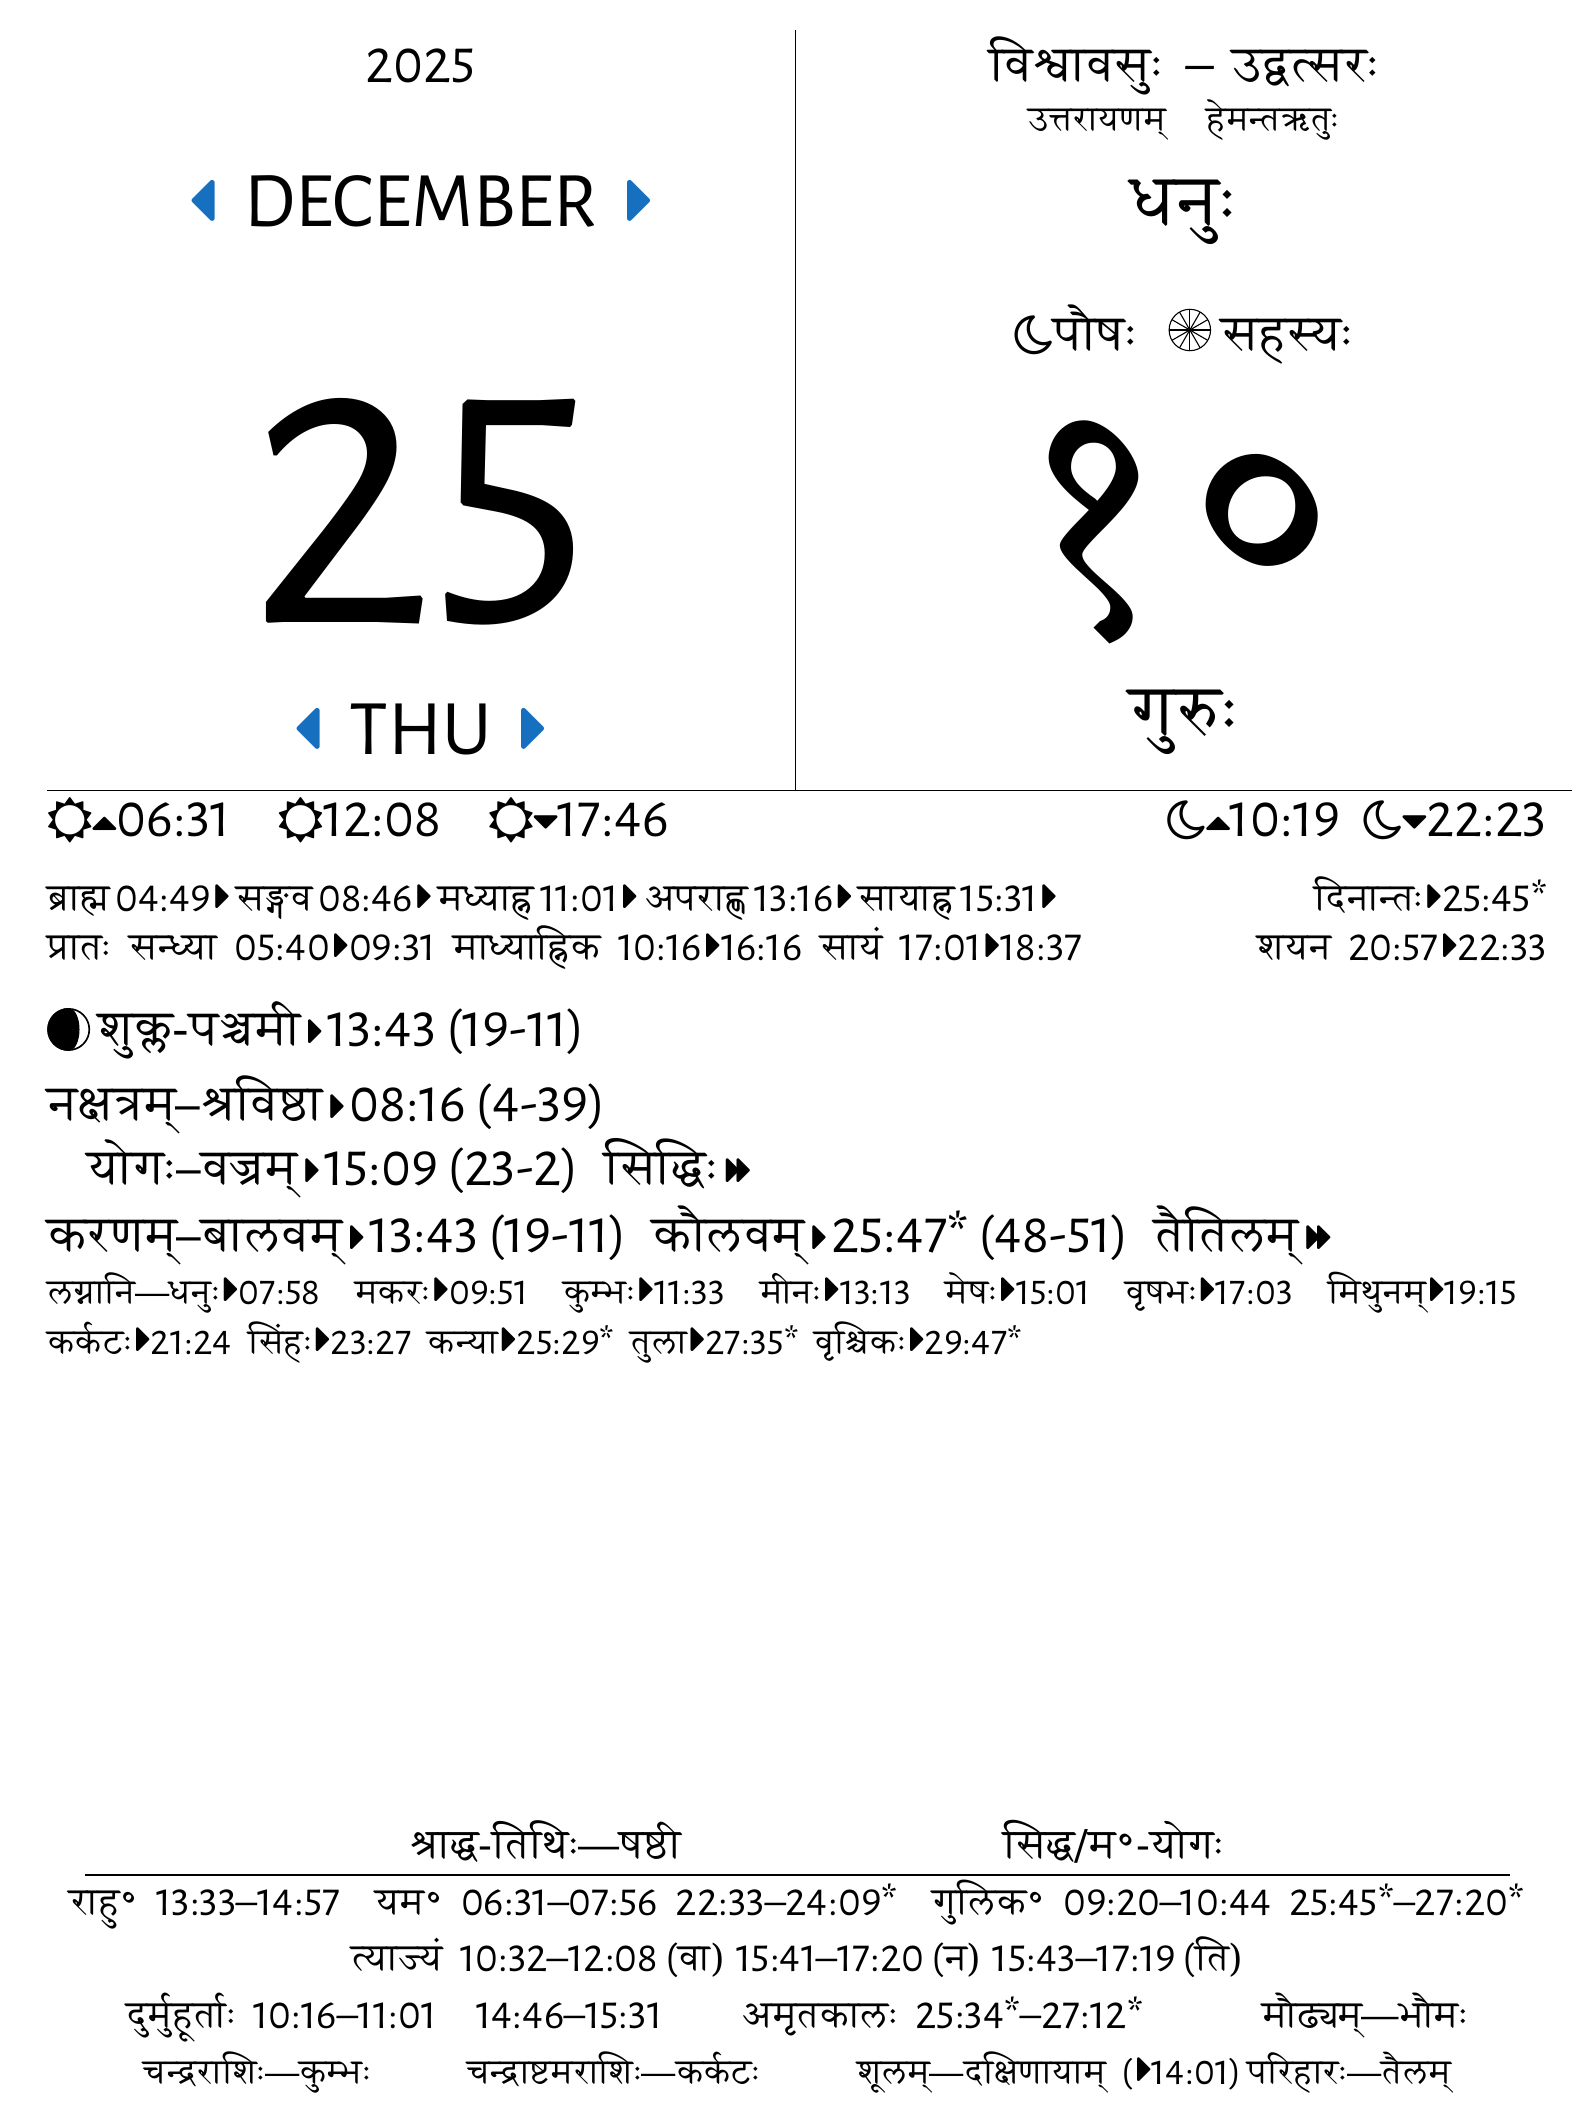 2025
DECEMBER
25
THU
विश्वावसुः – उद्वत्सरः
उत्तरायणम् हेमन्तऋतुः
धनुः
पौषः सहस्यः
१०
गुरुः
06:31 12:08 17:46 10:19 22:23
ब्राह्म 04:49 सङ्गव 08:46 मध्याह्न 11:01 अपराह्ण 13:16 सायाह्न 15:31 दिनान्तः 25:45*
प्रातः सन्ध्या 05:40 09:31 माध्याह्निक 10:16 16:16 सायं 17:01 18:37 शयन 20:57 22:33
शुक्ल-पञ्चमी 13:43 (19-11)
नक्षत्रम्–श्रविष्ठा 08:16 (4-39)
योगः–वज्रम् 15:09 (23-2) सिद्धिः
करणम्–बालवम् 13:43 (19-11) कौलवम् 25:47* (48-51) तैतिलम्
लग्नानि—धनुः 07:58 मकरः 09:51 कुम्भः 11:33 मीनः 13:13 मेषः 15:01 वृषभः 17:03 मिथुनम् 19:15
कर्कटः 21:24 सिंहः 23:27 कन्या 25:29* तुला 27:35* वृश्चिकः 29:47*
श्राद्ध-तिथिः—षष्ठी सिद्ध/म°-योगः
राहु° 13:33–14:57 यम° 06:31–07:56 22:33–24:09* गुलिक° 09:20–10:44 25:45*–27:20*
त्याज्यं 10:32–12:08 (वा) 15:41–17:20 (न) 15:43–17:19 (ति)
दुर्मुहूर्ताः 10:16–11:01 14:46–15:31 अमृतकालः 25:34*–27:12* मौढ्यम्—भौमः
चन्द्रराशिः—कुम्भः चन्द्राष्टमराशिः—कर्कटः शूलम्—दक्षिणायाम् (14:01) परिहारः—तैलम्